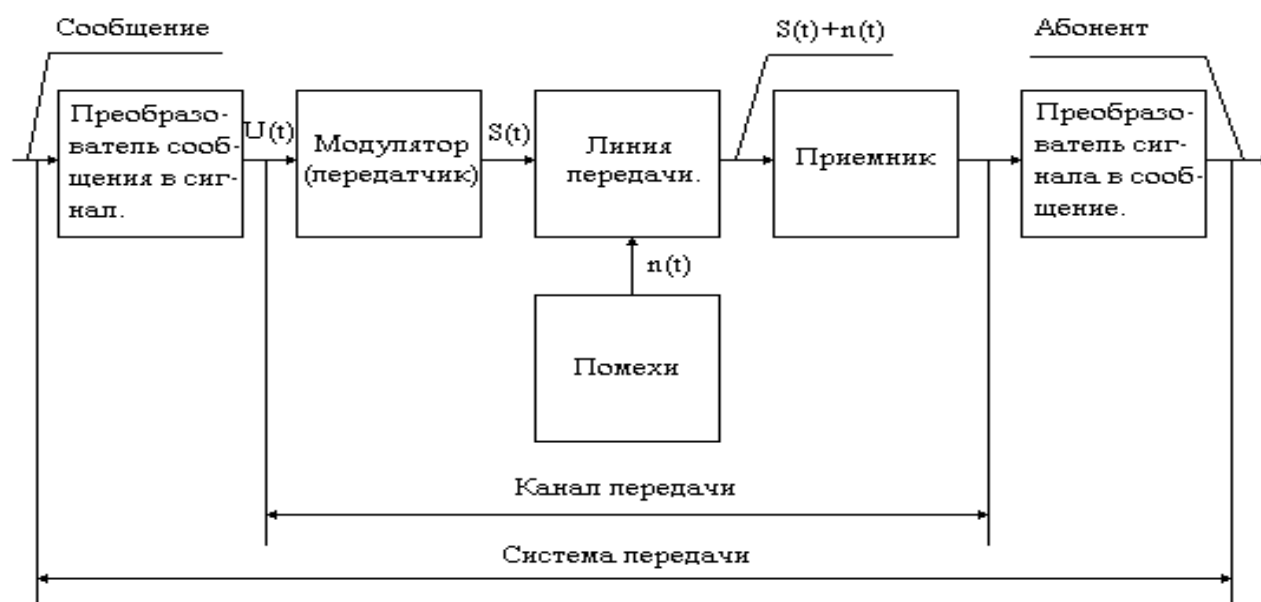 Сообщение
S(t)+n(t)
Абонент
Преобразо-
ватель сооб-
щения в сиг-
нал.
U(t)
Модулятор
(передатчик)
S(t)
Линия
передачи.
Приемник
Преобразо-
ватель сиг-
нала в сооб-
щение.
n(t)
Помехи
Канал передачи
Система передачи